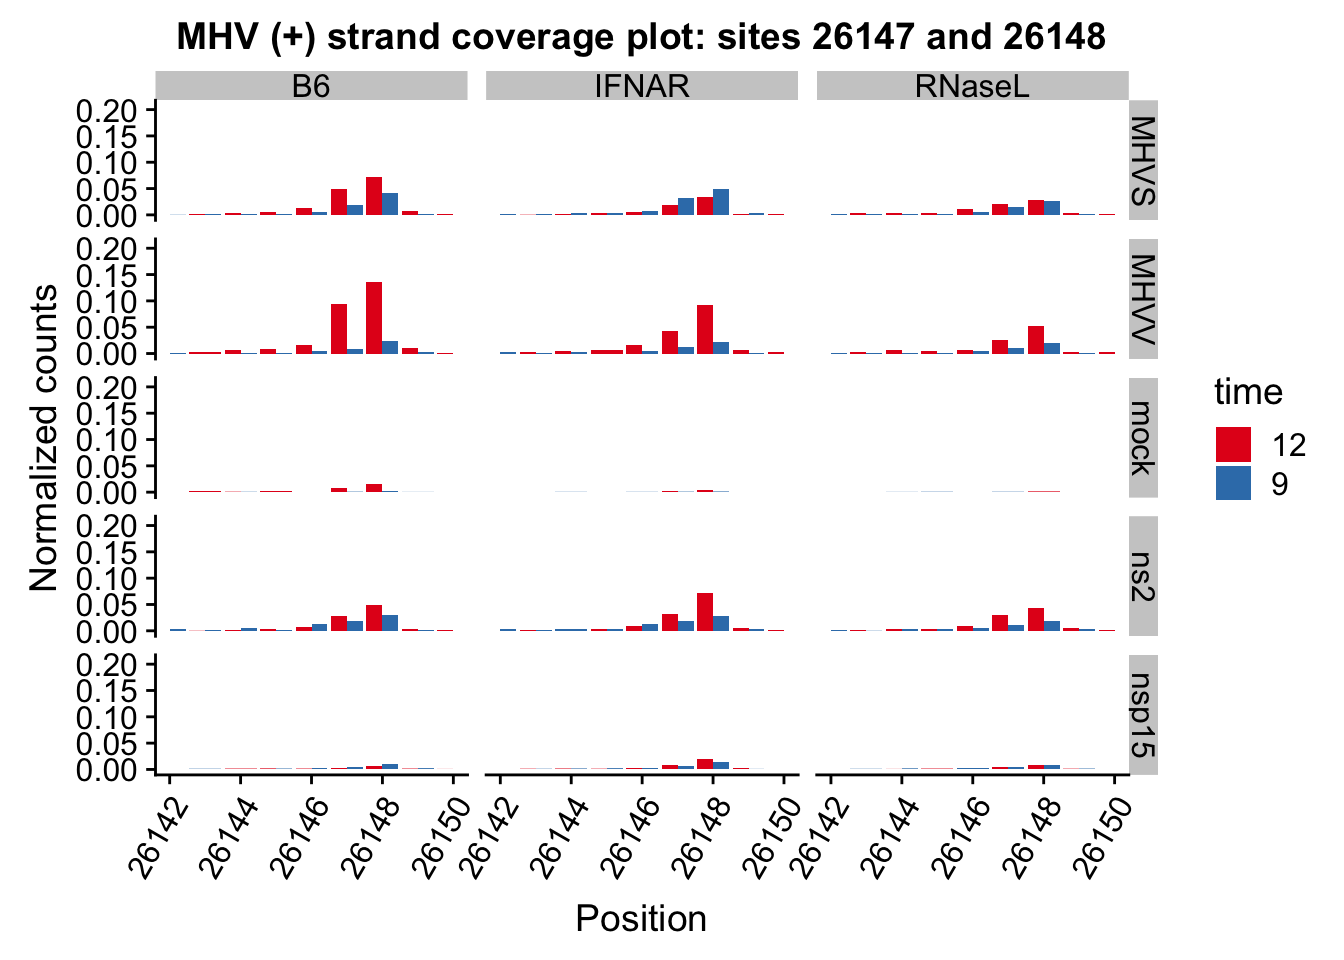 MHV (+) strand coverage plot: sites 26147 and 26148
B6 IFNAR RNaseL
0.20
0.15
0.10
0.05
0.00
MHVS
0.20
0.15
0.10
0.05
0.00
MHVV
0.20
0.15
0.10
0.05
0.00
mock
0.20
0.15
0.10
0.05
0.00
ns2
0.20
0.15
0.10
0.05
0.00
nsp15
Normalized counts
26142 26144 26146 26148 26150 26142 26144 26146 26148 26150 26142 26144 26146 26148 26150
Position
time
12
9